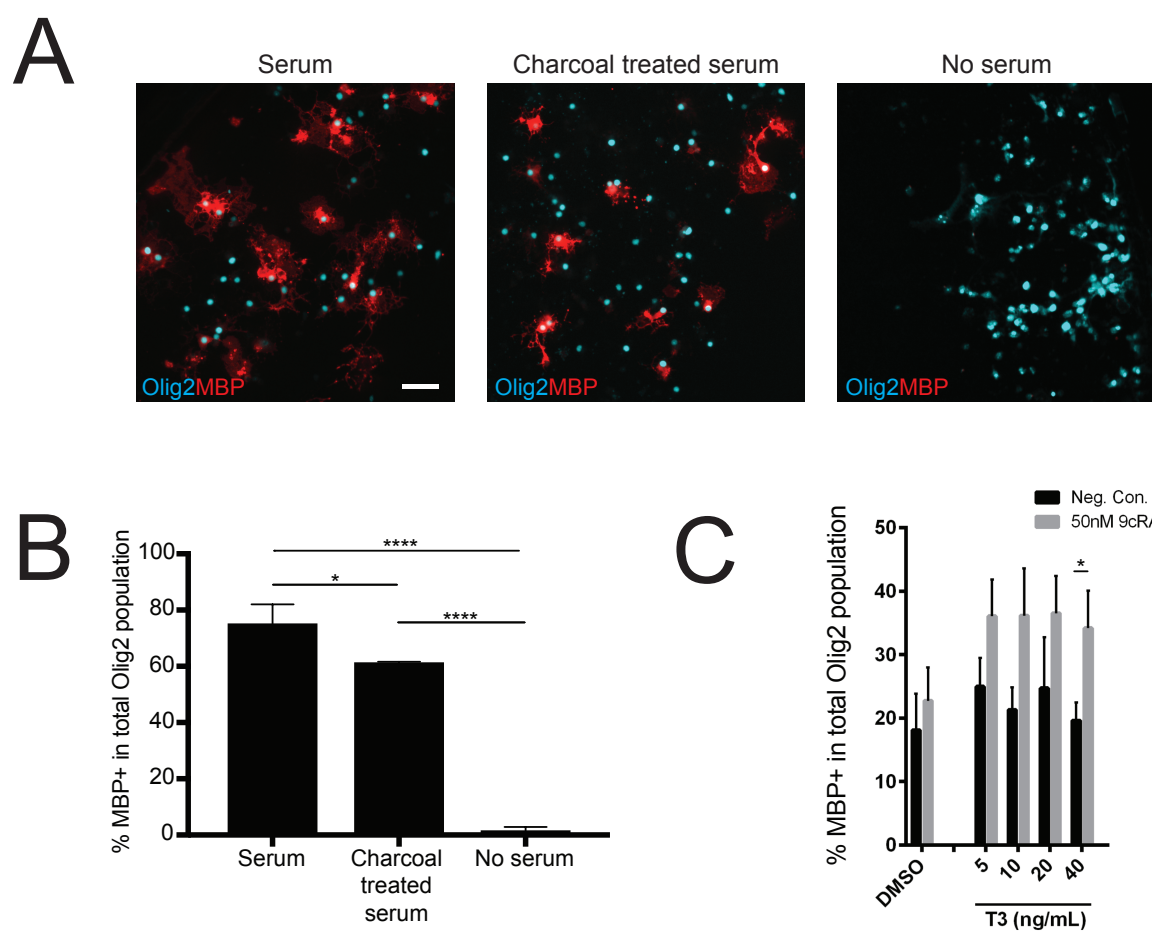 A
Serum
Charcoal treated serum
No serum
Olig2MBP
Olig2MBP
Olig2MBP
B
% MBP+ in total Olig2 population
100
80
60
40
20
0
****
*
****
Serum
Charcoal
treated
serum
No serum
C
Neg. Con.
50nM 9cRA
% MBP+ in total Olig2 population
50
40
30
20
10
0
*
DMSO
5
10
20
40
T3 (ng/mL)